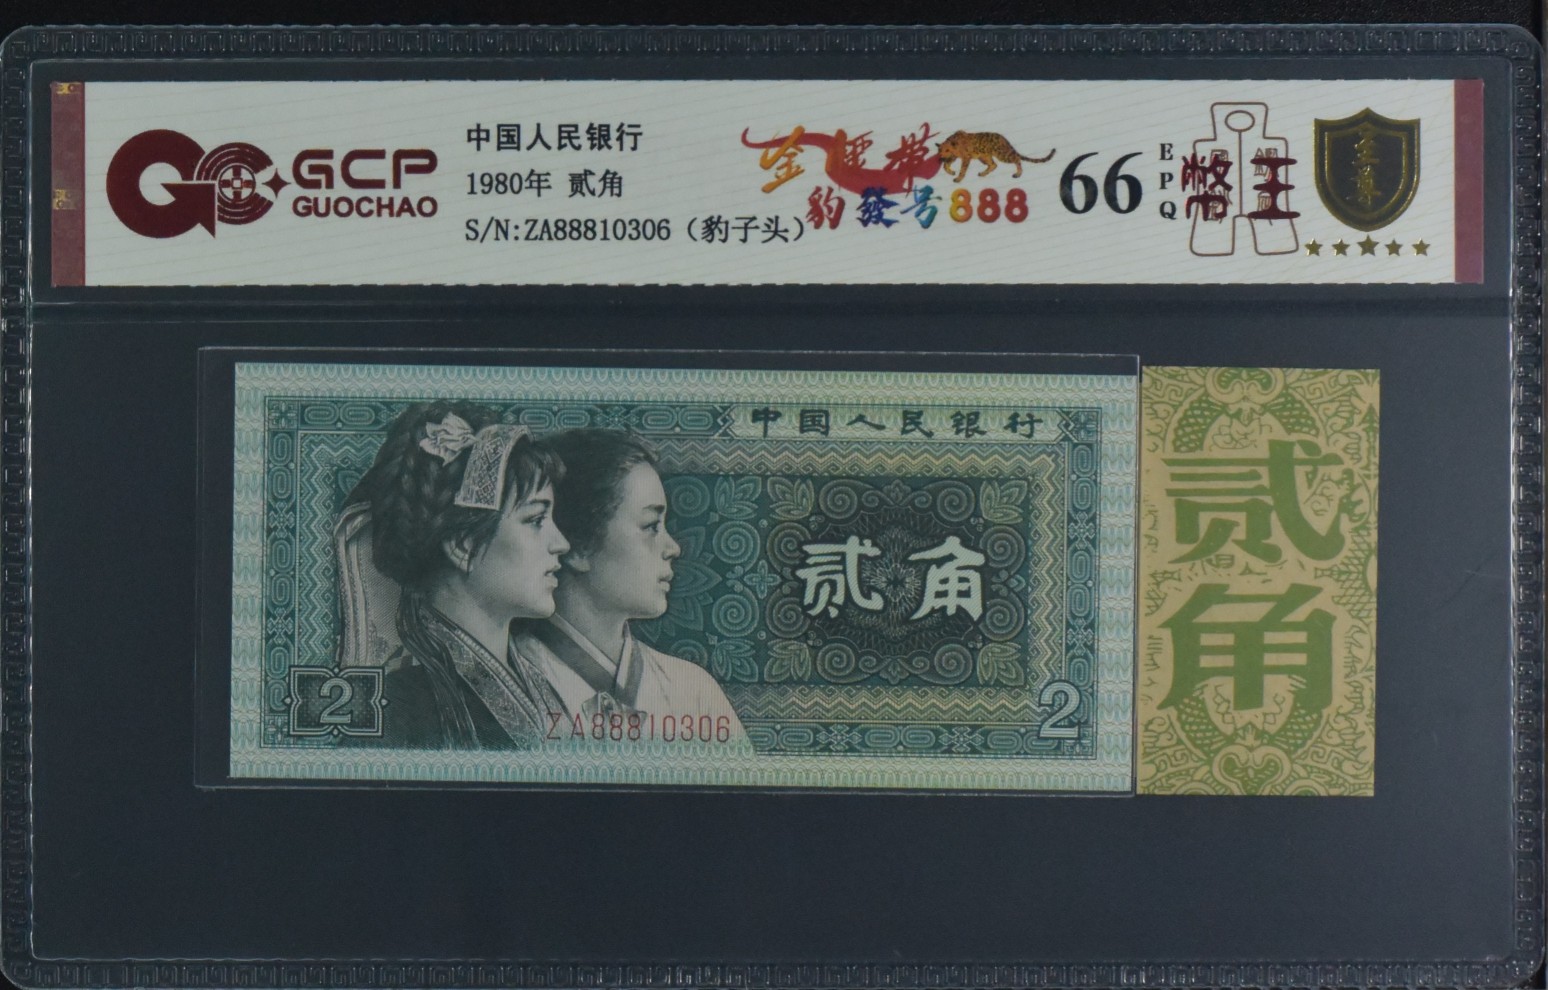 GCP
GUOCHAO
中国人民银行
1980年 贰角
S/N:ZA88810306（豹子头）
金腰带
豹發号888
66
EPQ
至尊
中国人民银行
贰角
2
2
ZA88810306
贰角